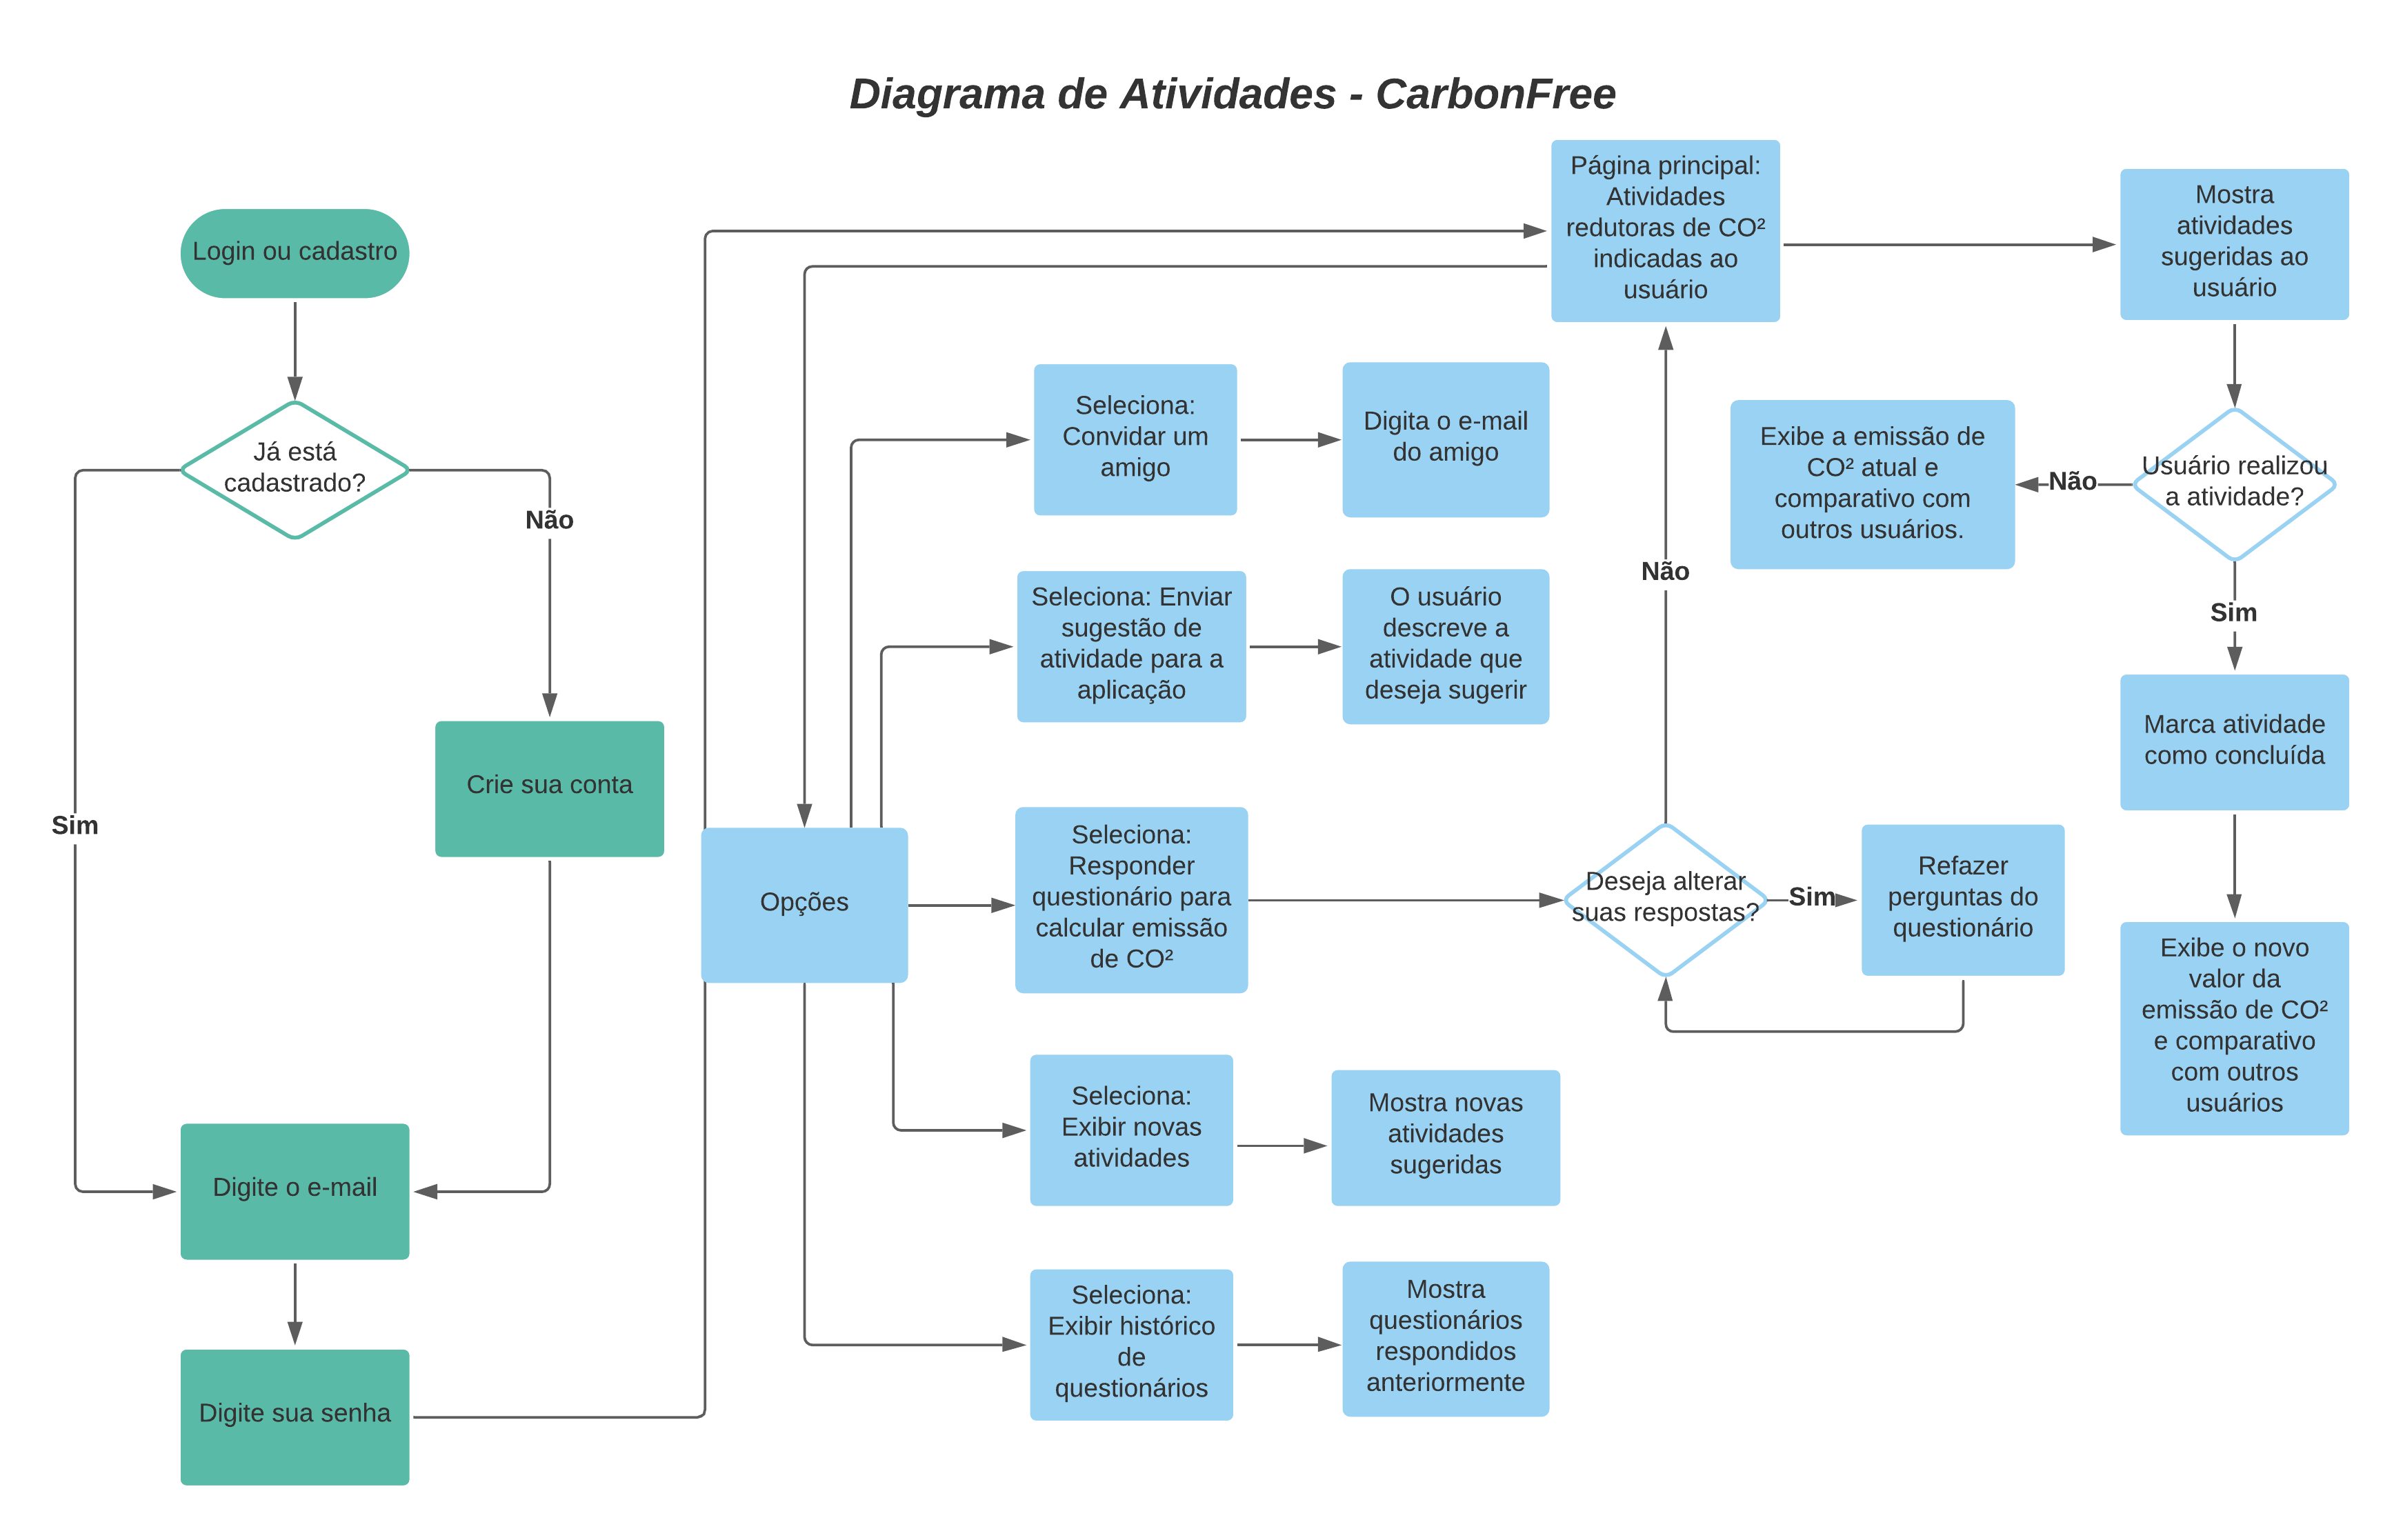 Diagrama de Atividades - CarbonFree
Login ou cadastro
Já está
cadastrado?
Não
Sim
Crie sua conta
Digite o e-mail
Digite sua senha
Opções
Seleciona:
Convidar um
amigo
Digita o e-mail
do amigo
Seleciona: Enviar
sugestão de
atividade para a
aplicação
O usuário
descreve a
atividade que
deseja sugerir
Seleciona:
Responder
questionário para
calcular emissão
de CO²
Deseja alterar
suas respostas?
Não
Sim
Refazer
perguntas do
questionário
Seleciona:
Exibir novas
atividades
Mostra novas
atividades
sugeridas
Seleciona:
Exibir histórico
de
questionários
Mostra
questionários
respondidos
anteriormente
Página principal:
Atividades
redutoras de CO²
indicadas ao
usuário
Mostra
atividades
sugeridas ao
usuário
Usuário realizou
a atividade?
Não
Exibe a emissão de
CO² atual e
comparativo com
outros usuários.
Sim
Marca atividade
como concluída
Exibe o novo
valor da
emissão de CO²
e comparativo
com outros
usuários